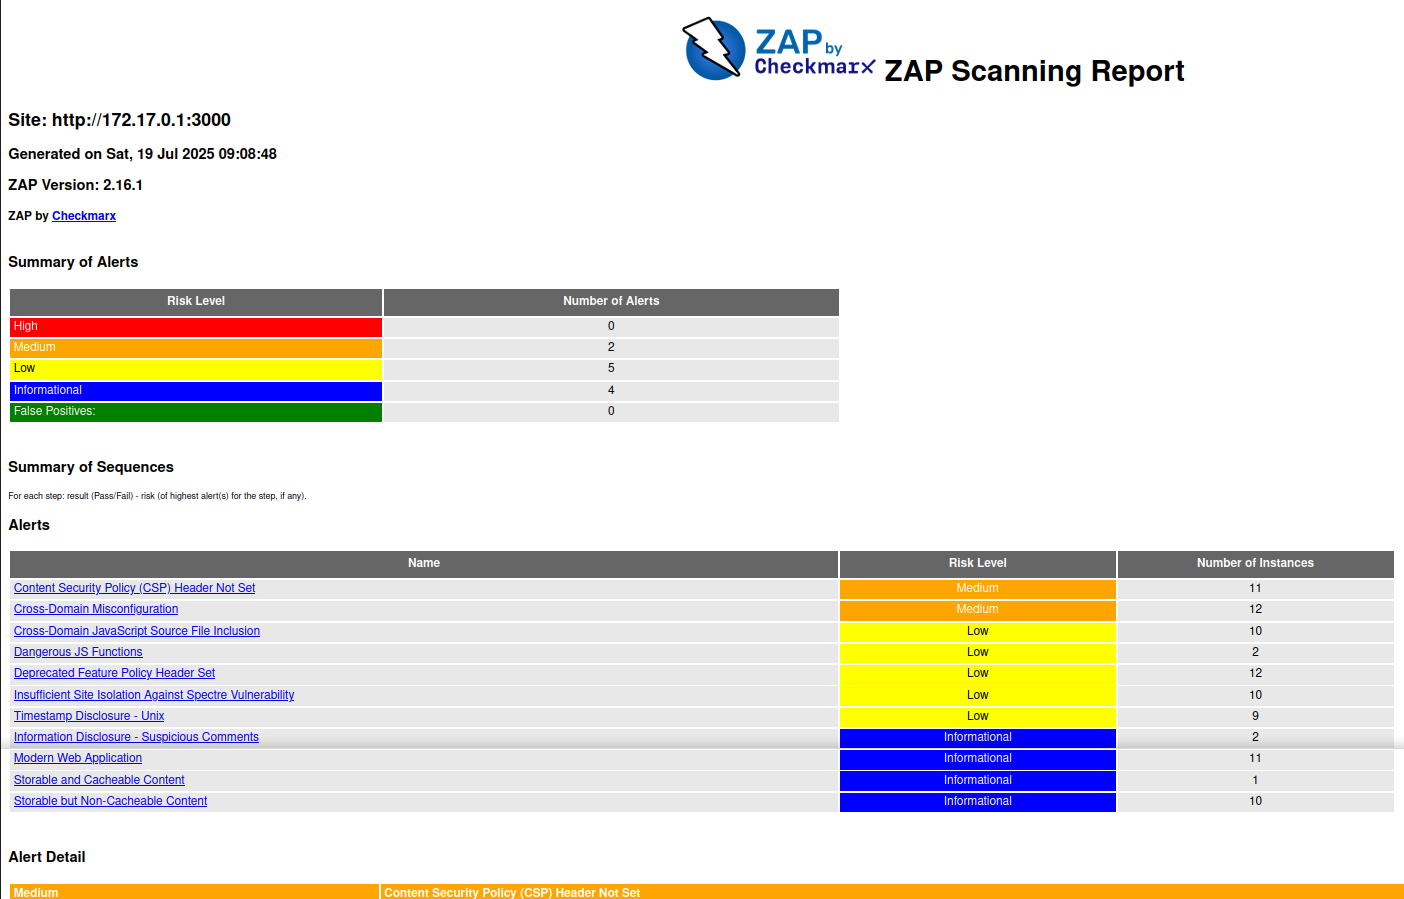 ZAP by
Checkmarx ZAP Scanning Report
Site: http://172.17.0.1:3000
Generated on Sat, 19 Jul 2025 09:08:48
ZAP Version: 2.16.1
ZAP by Checkmarx
Summary of Alerts
Risk Level Number of Alerts
High 0
Medium 2
Low 5
Informational 4
False Positives: 0
Summary of Sequences
For each step: result (Pass/Fail) - risk (of highest alert(s) for the step, if any).
Alerts
Name Risk Level Number of Instances
Content Security Policy (CSP) Header Not Set Medium 11
Cross-Domain Misconfiguration Medium 12
Cross-Domain JavaScript Source File Inclusion Low 10
Dangerous JS Functions Low 2
Deprecated Feature Policy Header Set Low 12
Insufficient Site Isolation Against Spectre Vulnerability Low 10
Timestamp Disclosure - Unix Low 9
Information Disclosure - Suspicious Comments Informational 2
Modern Web Application Informational 11
Storable and Cacheable Content Informational 1
Storable but Non-Cacheable Content Informational 10
Alert Detail
Medium Content Security Policy (CSP) Header Not Set